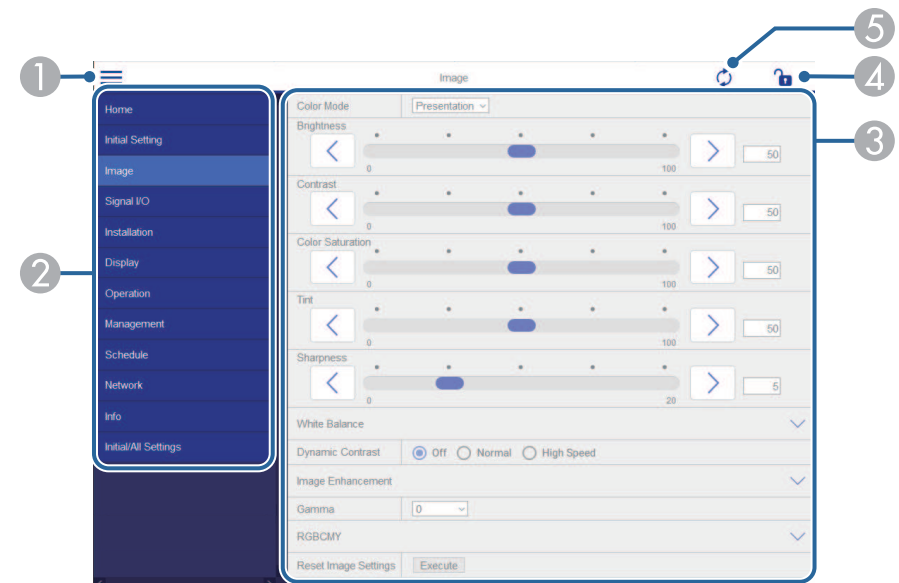 5
1
Image
4
Home
Initial Setting
Image
Signal I/O
Installation
Display
Operation
Management
Schedule
Network
Info
Initial/All Settings
2
Color Mode Presentation
3
Brightness
50
0 100
Contrast
50
0 100
Color Saturation
50
0 100
Tint
50
0 100
Sharpness
5
0 20
White Balance
Dynamic Contrast Off Normal High Speed
Image Enhancement
Gamma 0
RGBCMY
Reset Image Settings Execute